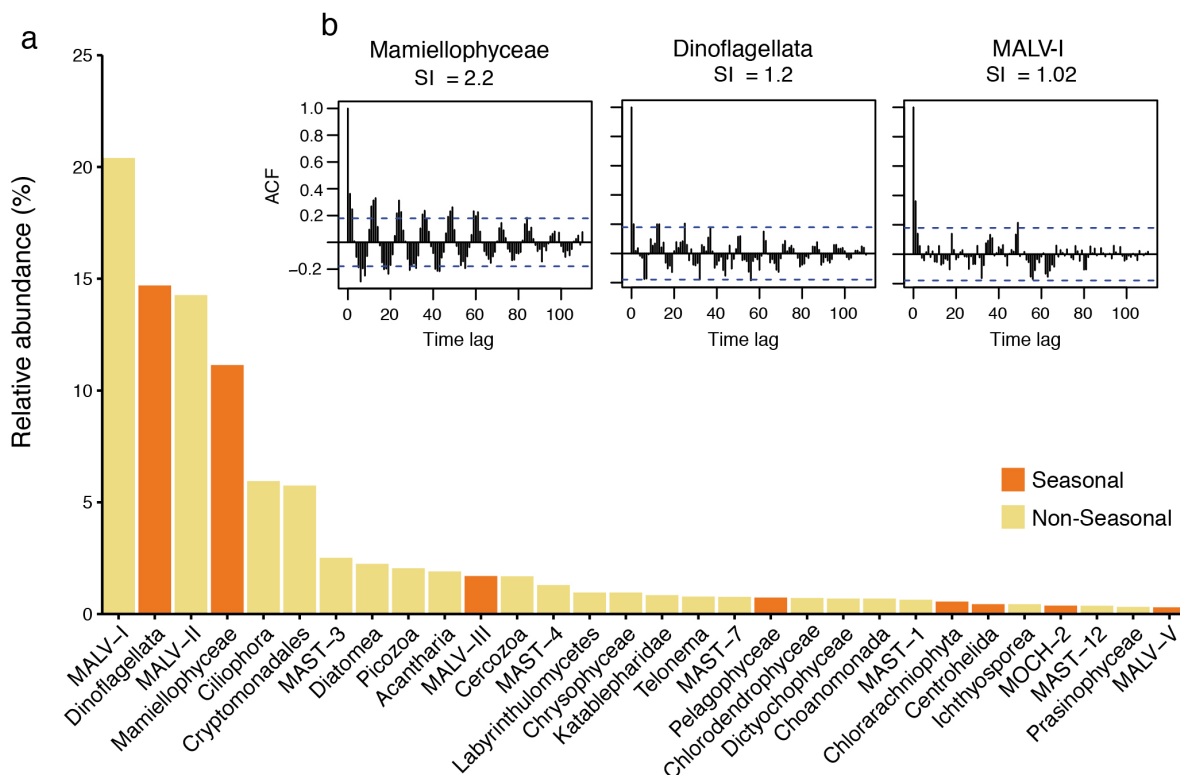 a
b
Mamiellophyceae
SI = 2.2
Dinoflagellata
SI = 1.2
MALV-I
SI = 1.02
ACF
1.0
0.8
0.6
0.4
0.2
−0.2
0 20 40 60 80 100
Time lag
0 20 40 60 80 100
Time lag
0 20 40 60 80 100
Time lag
Relative abundance (%)
25
20
15
10
5
0
Seasonal
Non-Seasonal
MALV−I
Dinoflagellata
MALV−II
Mamiellophyceae
Ciliophora
Cryptomonadales
MAST−3
Diatomea
Picozoa
Acantharia
MALV−III
Cercozoa
MAST−4
Labyrinthulomycetes
Chrysophyceae
Katablepharidae
Telonema
MAST−7
Pelagophyceae
Chlorodendrophyceae
Dictyochophyceae
Choanomonada
MAST−1
Chlorarachniophyta
Centrohelida
Ichthyosporea
MOCH−2
MAST−12
Prasinophyceae
MALV−V